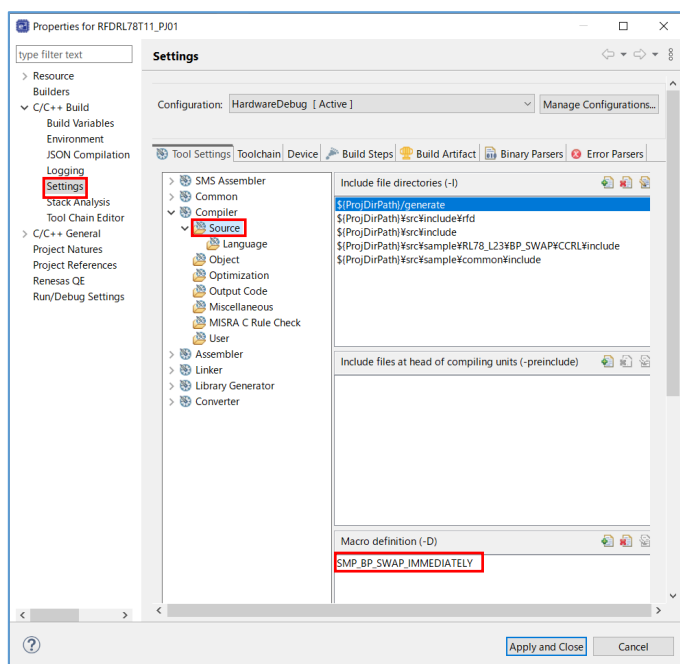 Properties for RFDRL78T11_PJ01
type filter text
Resource
Builders
C/C++ Build
Build Variables
Environment
JSON Compilation
Logging
Settings
Stack Analysis
Tool Chain Editor
C/C++ General
Project Natures
Project References
Renesas QE
Run/Debug Settings
Settings
Configuration: HardwareDebug [ Active ] Manage Configurations...
Tool Settings Toolchain Device Build Steps Build Artifact Binary Parsers Error Parsers
SMS Assembler
Common
Compiler
Source
Language
Object
Optimization
Output Code
Miscellaneous
MISRA C Rule Check
User
Assembler
Linker
Library Generator
Converter
Include file directories (-I)
${ProjDirPath}/generate
${ProjDirPath}¥src¥include¥rfd
${ProjDirPath}¥src¥include
${ProjDirPath}¥src¥sample¥RL78_L23¥BP_SWAP¥CCRL¥include
${ProjDirPath}¥src¥sample¥common¥include
Include files at head of compiling units (-preinclude)
Macro definition (-D)
SMP_BP_SWAP_IMMEDIATELY
Apply and Close Cancel